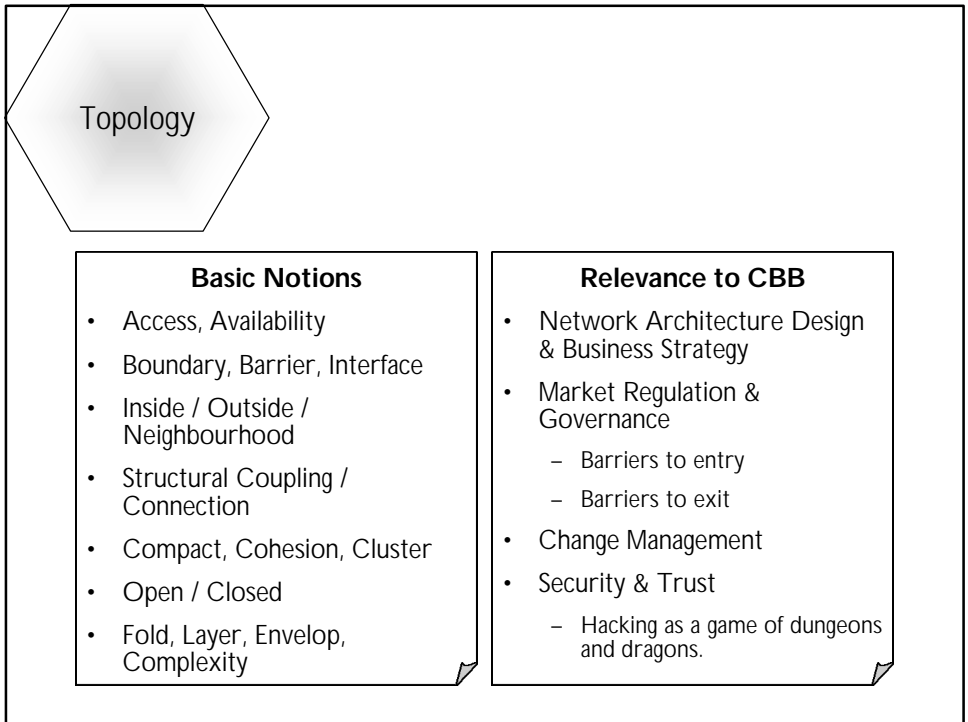 Topology
Basic Notions
• Access, Availability
• Boundary, Barrier, Interface
• Inside / Outside /
Neighbourhood
• Structural Coupling /
Connection
• Compact, Cohesion, Cluster
• Open / Closed
• Fold, Layer, Envelop,
Complexity
Relevance to CBB
• Network Architecture Design
& Business Strategy
• Market Regulation &
Governance
– Barriers to entry
– Barriers to exit
• Change Management
• Security & Trust
– Hacking as a game of dungeons
and dragons.